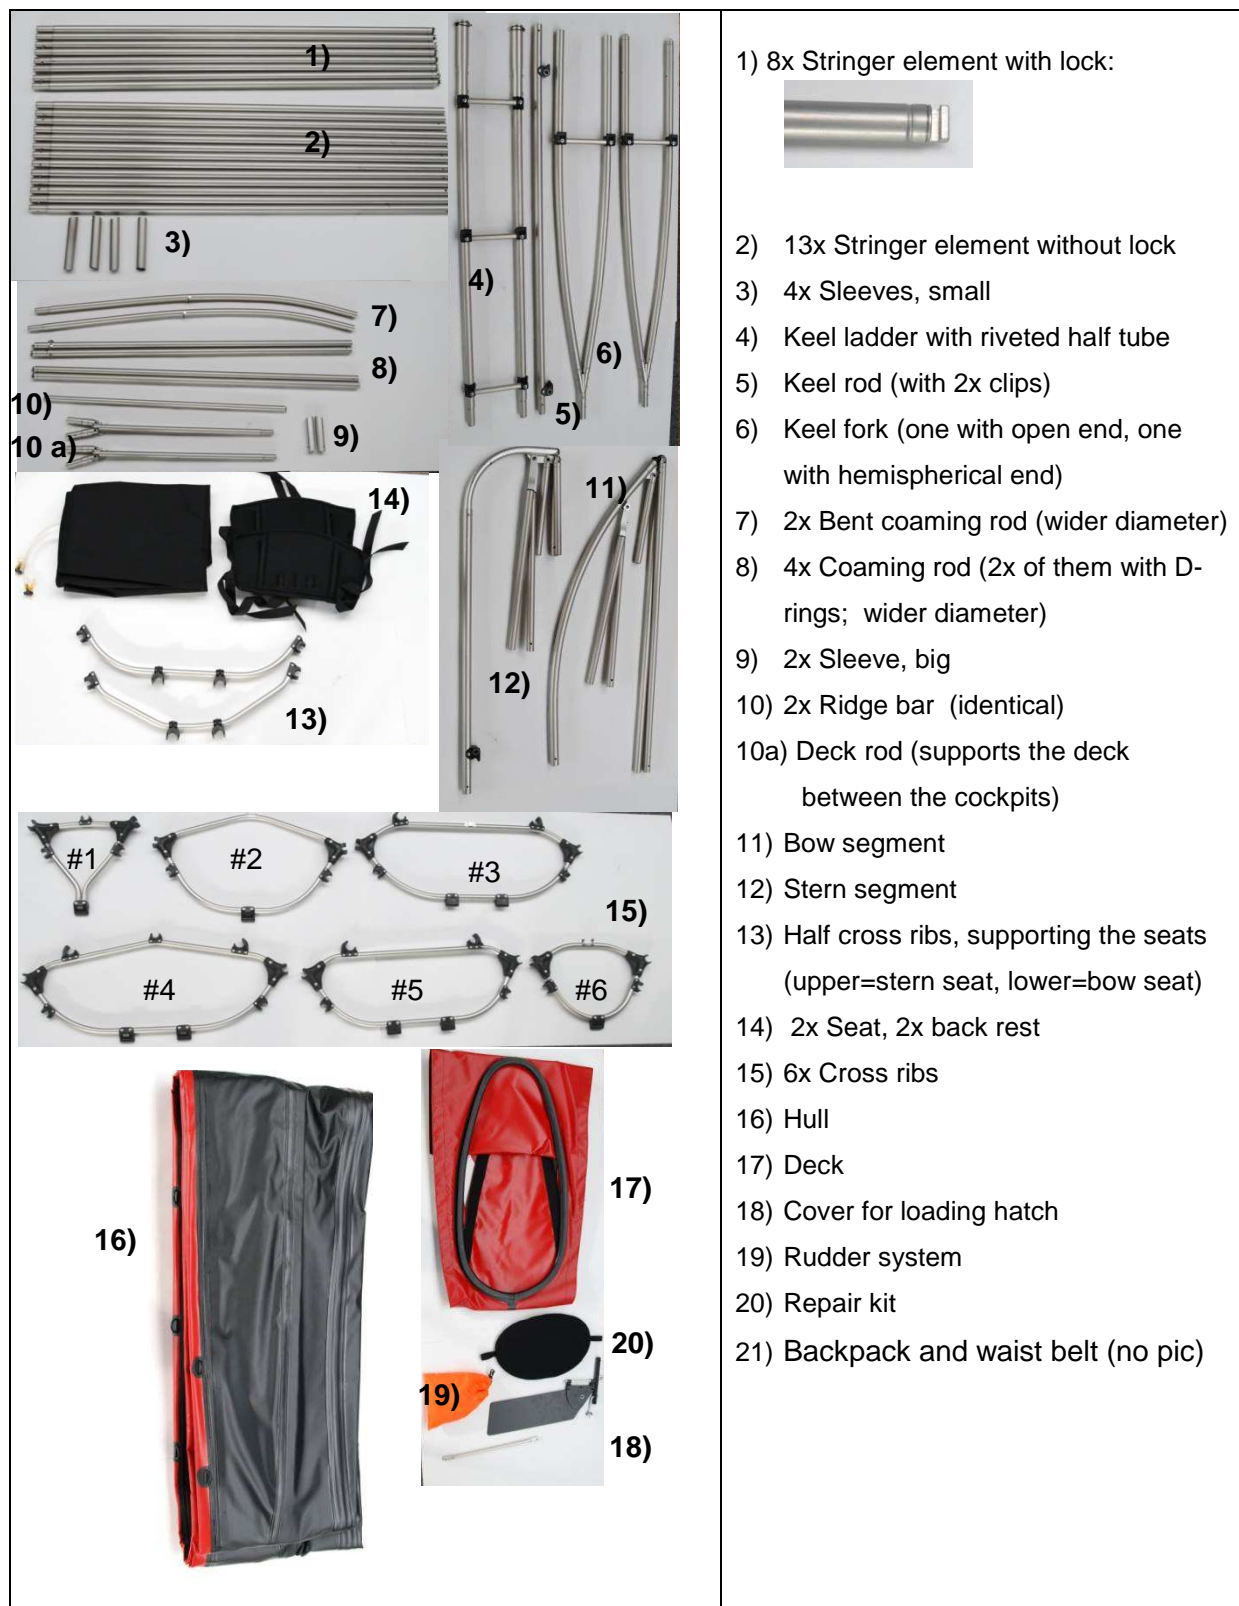 1)
2)
3)
4)
5)
6)
7)
8)
9)
10)
10 a)
11)
12)
13)
14)
#1
#2
#3
15)
#4
#5
#6
16)
17)
20)
19)
18)
1) 8x Stringer element with lock:
2) 13x Stringer element without lock
3) 4x Sleeves, small
4) Keel ladder with riveted half tube
5) Keel rod (with 2x clips)
6) Keel fork (one with open end, one
with hemispherical end)
7) 2x Bent coaming rod (wider diameter)
8) 4x Coaming rod (2x of them with D-
rings; wider diameter)
9) 2x Sleeve, big
10) 2x Ridge bar (identical)
10a) Deck rod (supports the deck
between the cockpits)
11) Bow segment
12) Stern segment
13) Half cross ribs, supporting the seats
(upper=stern seat, lower=bow seat)
14) 2x Seat, 2x back rest
15) 6x Cross ribs
16) Hull
17) Deck
18) Cover for loading hatch
19) Rudder system
20) Repair kit
21) Backpack and waist belt (no pic)